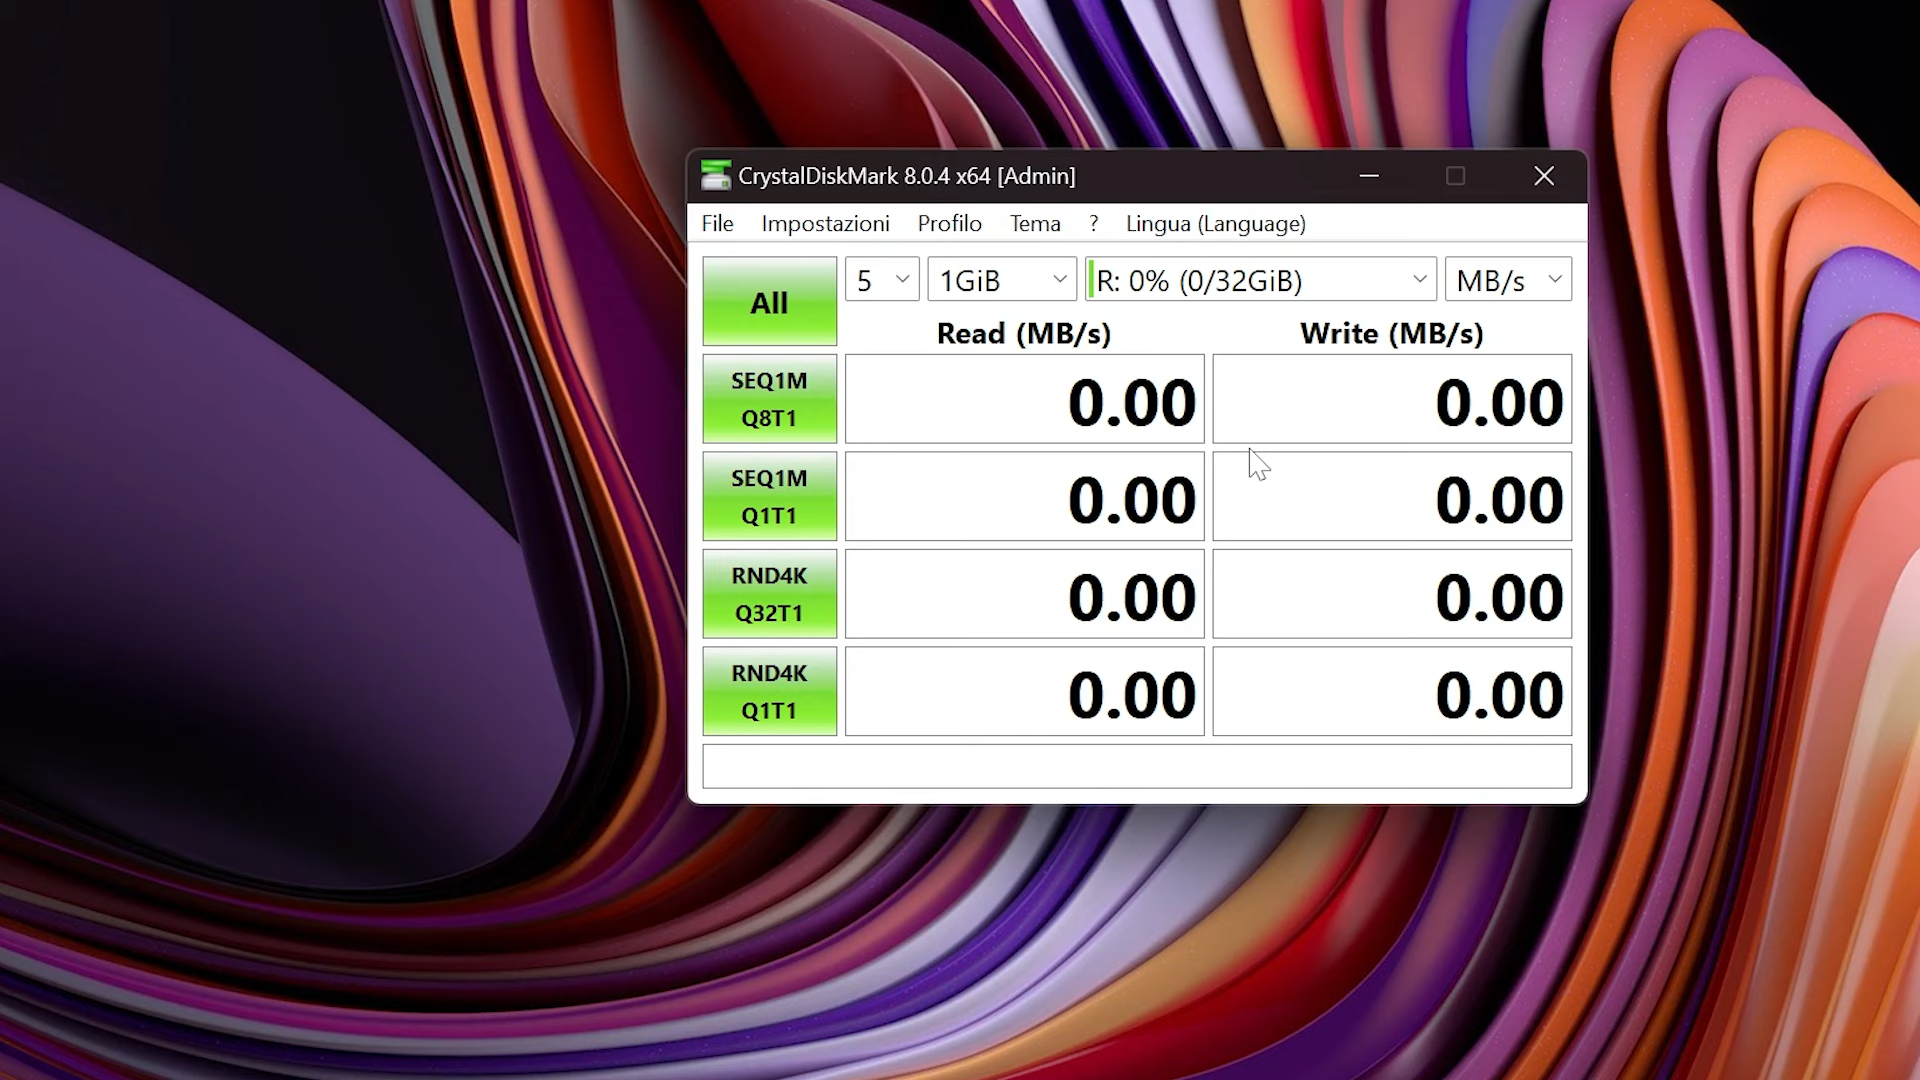 CrystalDiskMark 8.0.4 x64 [Admin]
File Impostazioni Profilo Tema ? Lingua (Language)
All 5 1GiB R: 0% (0/32GiB) MB/s
Read (MB/s) Write (MB/s)
SEQ1M
Q8T1 0.00 0.00
SEQ1M
Q1T1 0.00 0.00
RND4K
Q32T1 0.00 0.00
RND4K
Q1T1 0.00 0.00